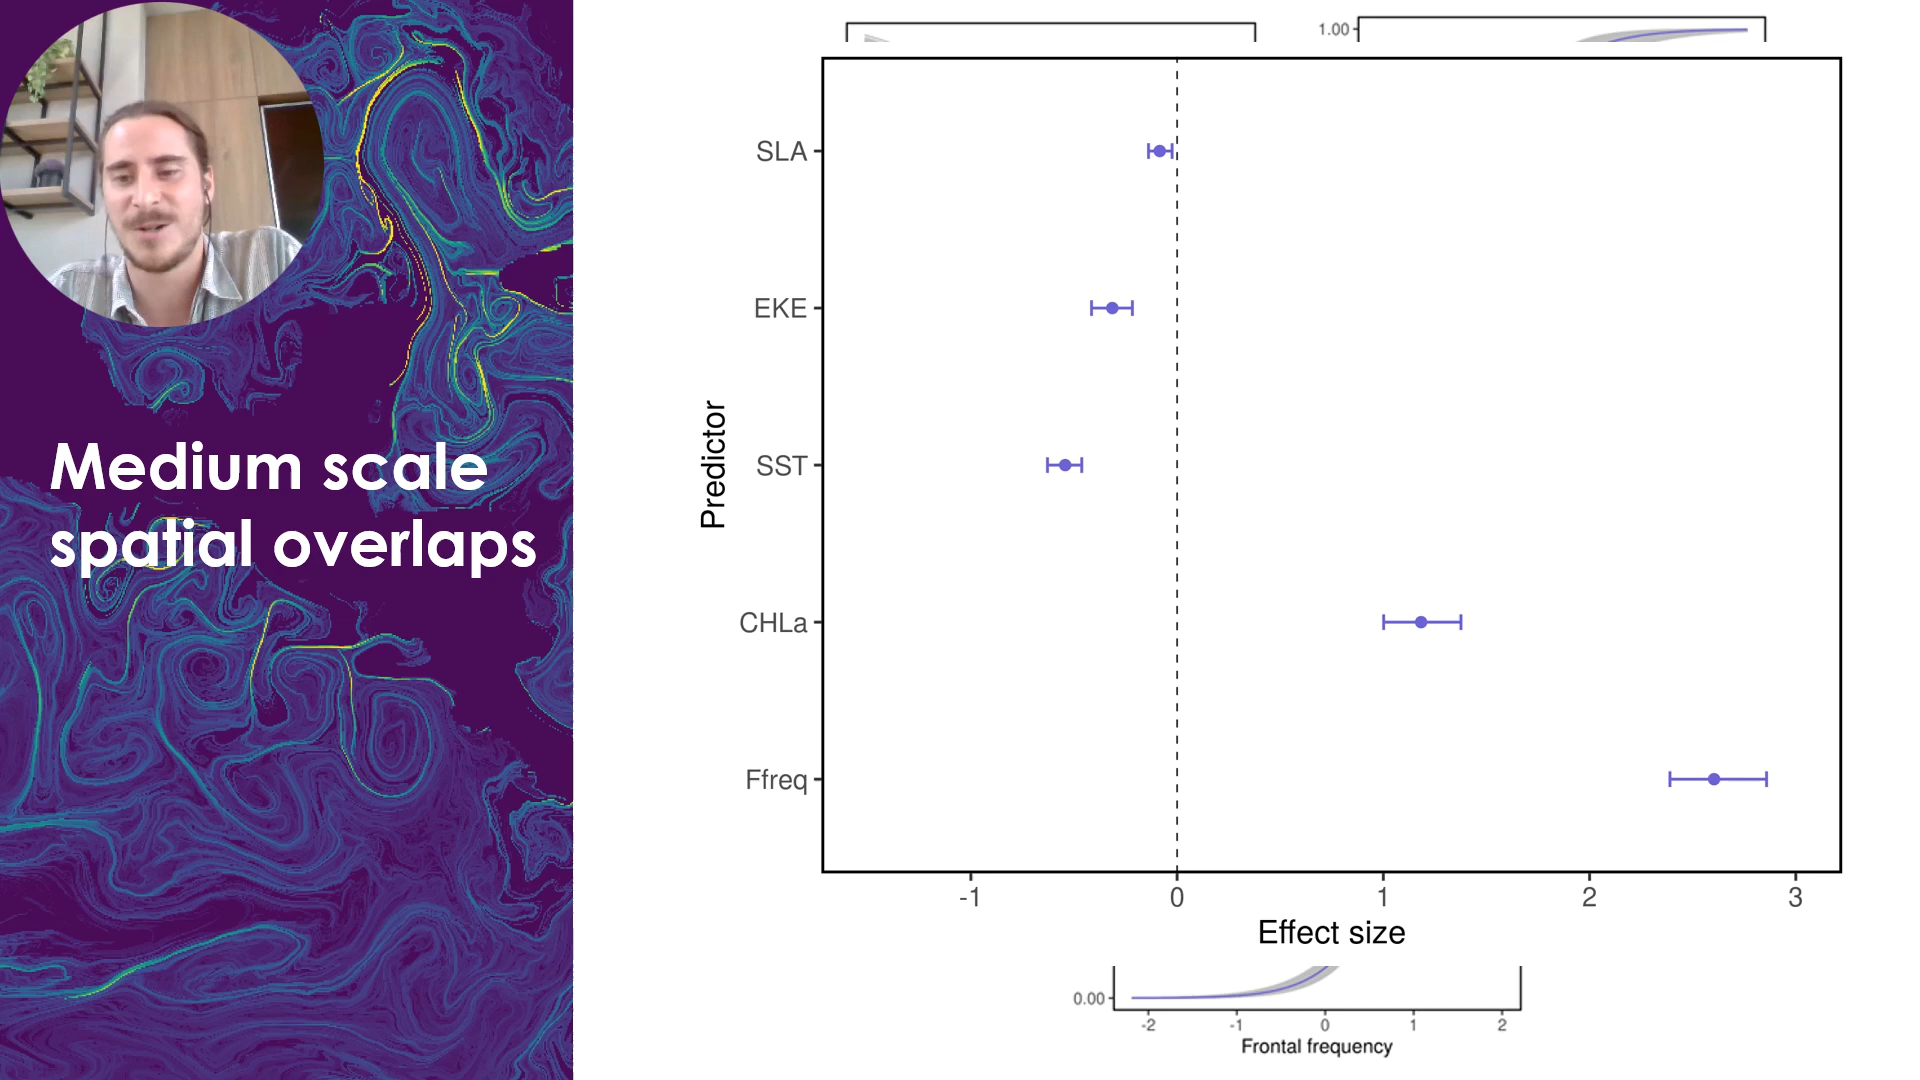 Medium scale
spatial overlaps
1.00
SLA
EKE
SST
CHLa
Ffreq
Predictor
-1 0 1 2 3
Effect size
0.00
-2 -1 0 1 2
Frontal frequency